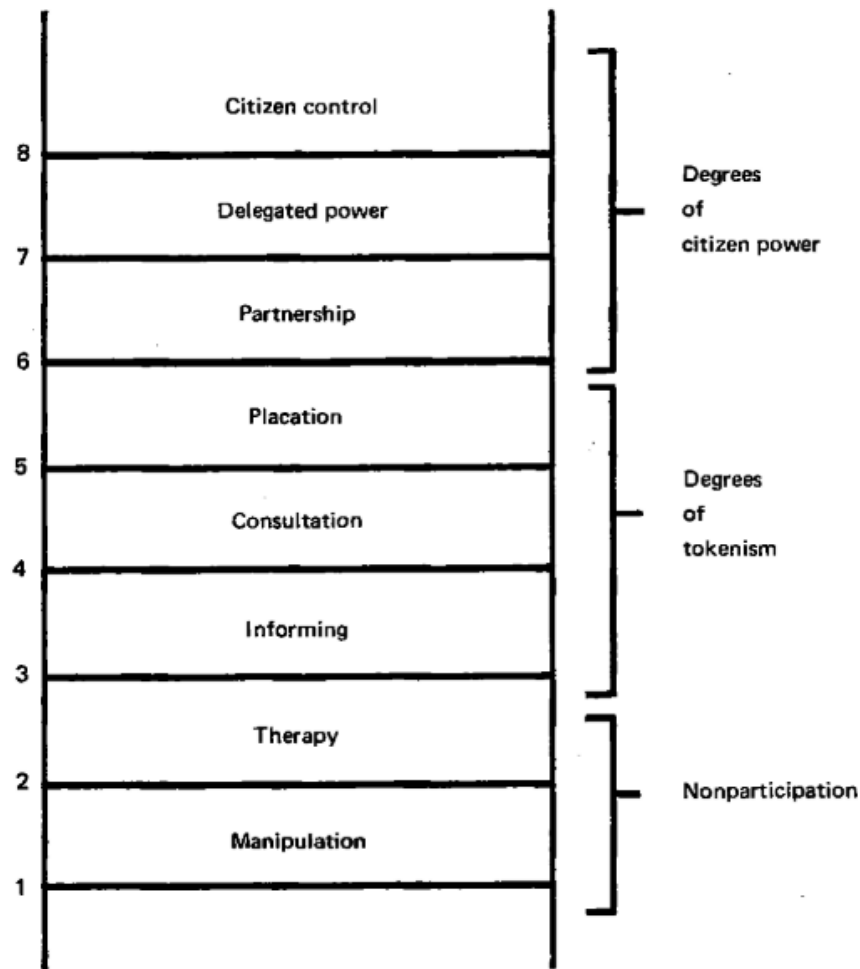 Citizen control
8
Delegated power
7
Partnership
6
Placation
5
Consultation
4
Informing
3
Therapy
2
Manipulation
1
Degrees
of
citizen power
Degrees
of
tokenism
Nonparticipation